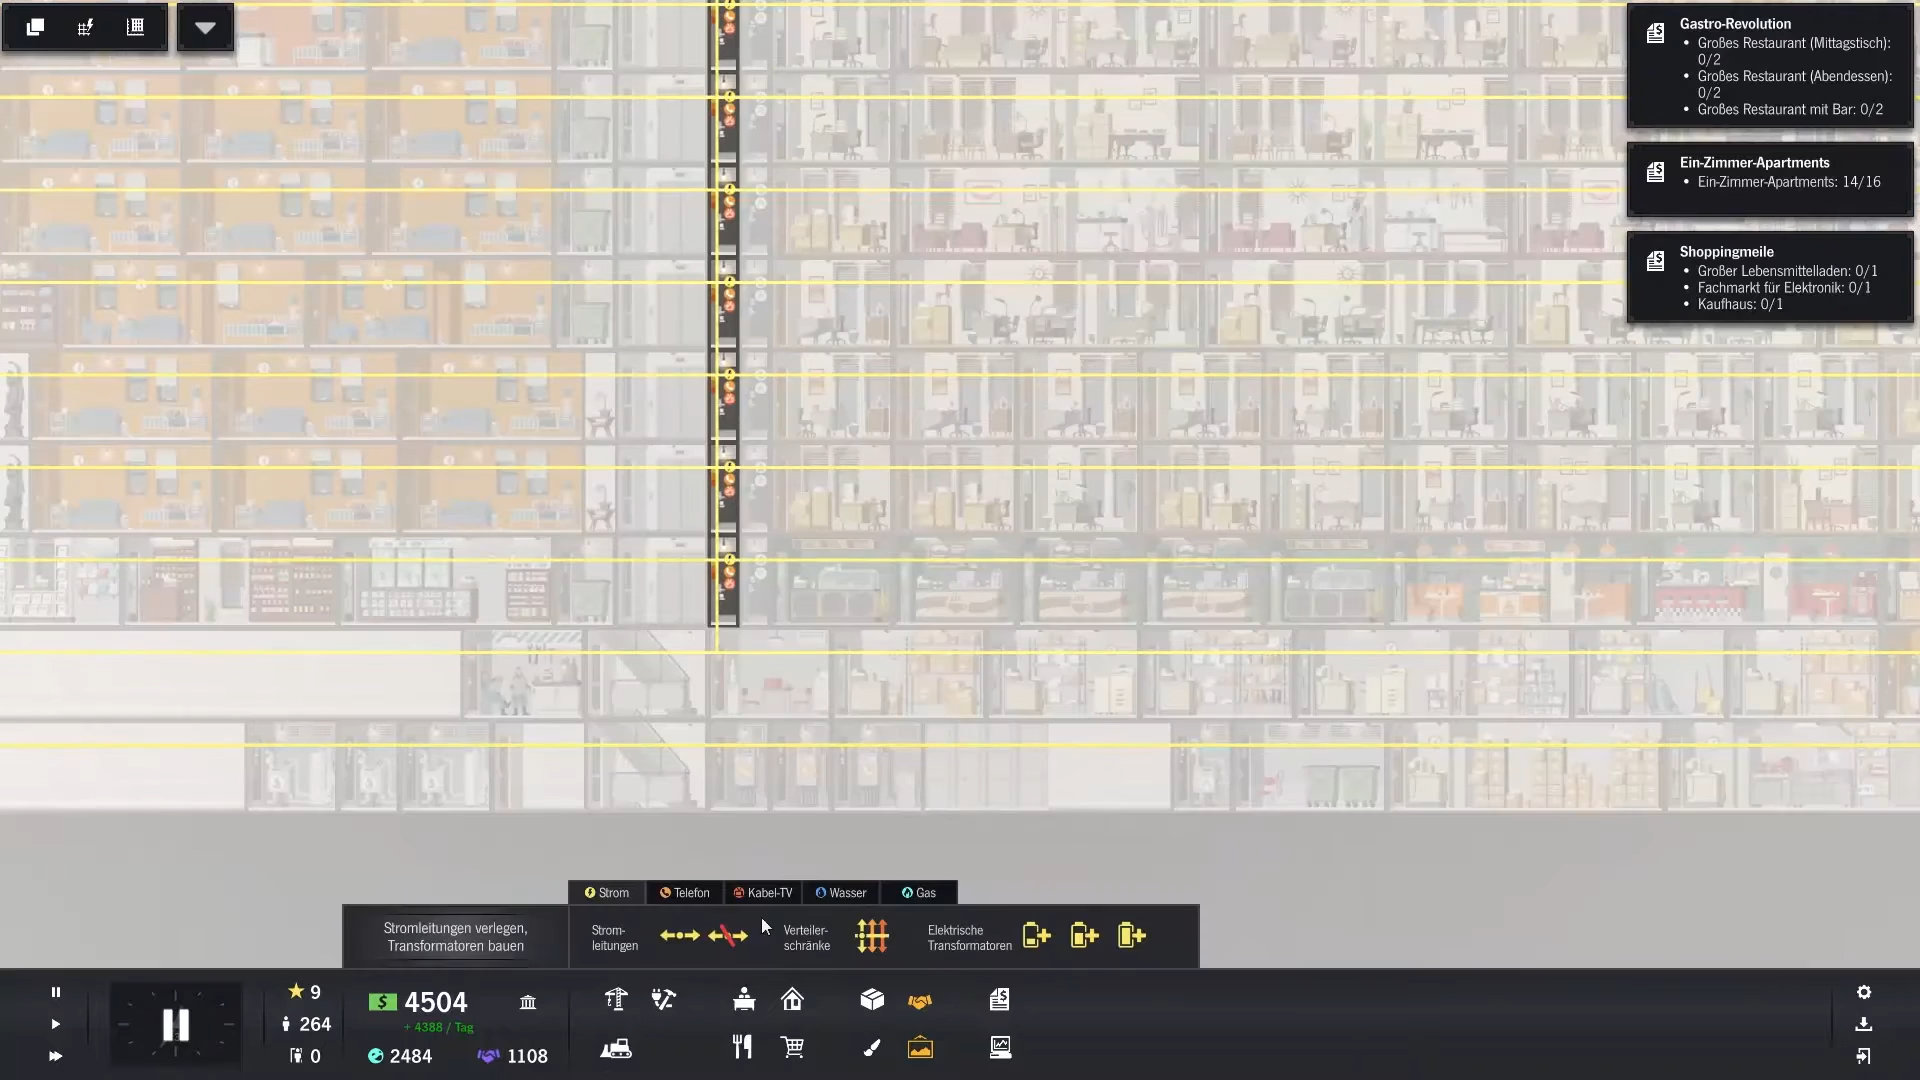 Gastro-Revolution
• Großes Restaurant (Mittagstisch):
0/2
• Großes Restaurant (Abendessen):
0/2
• Großes Restaurant mit Bar: 0/2
Ein-Zimmer-Apartments
• Ein-Zimmer-Apartments: 14/16
Shoppingmeile
• Großer Lebensmittelladen: 0/1
• Fachmarkt für Elektronik: 0/1
• Kaufhaus: 0/1
Strom
Telefon
Kabel-TV
Wasser
Gas
Stromleitungen verlegen,
Transformatoren bauen
Strom-
leitungen
Verteiler-
schränke
Elektrische
Transformatoren
9
264
0
$ 4504
+ 4388 / Tag
2484
1108